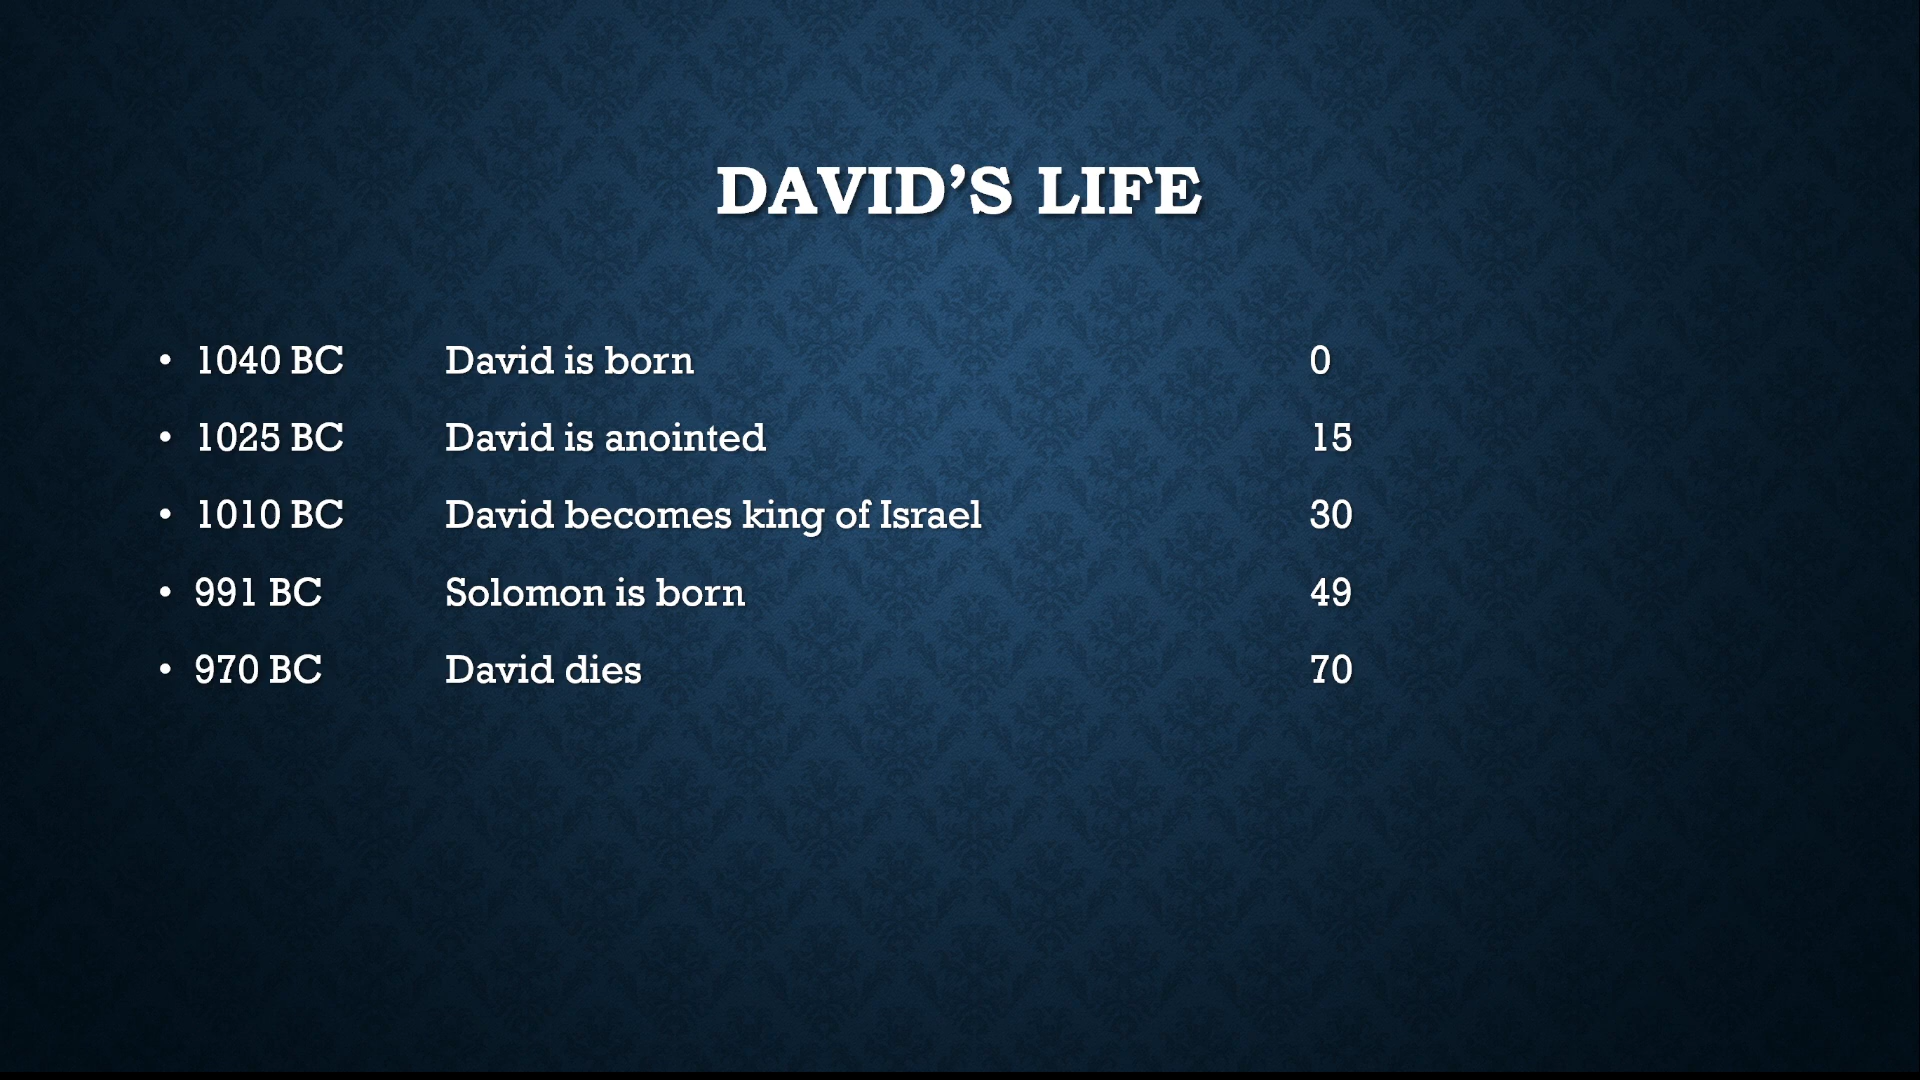 DAVID’S LIFE
• 1040 BC David is born 0
• 1025 BC David is anointed 15
• 1010 BC David becomes king of Israel 30
• 991 BC Solomon is born 49
• 970 BC David dies 70